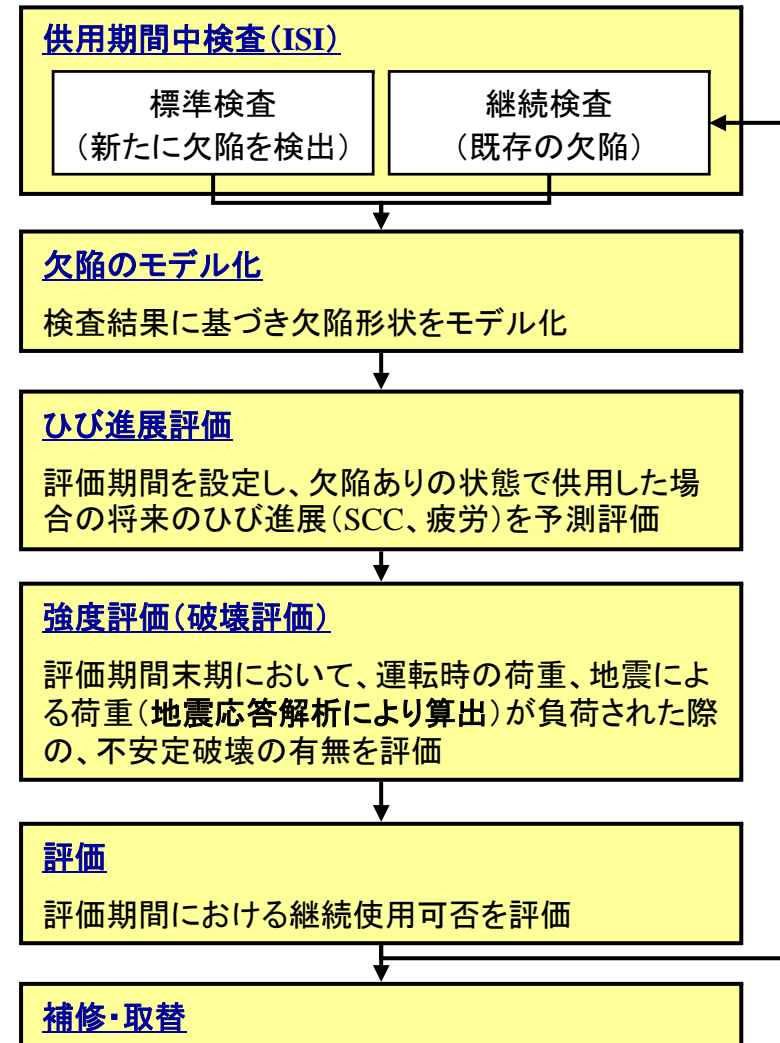 供用期間中検査（ISI）
標準検査
（新たに欠陥を検出）
継続検査
（既存の欠陥）
欠陥のモデル化
検査結果に基づき欠陥形状をモデル化
ひび進展評価
評価期間を設定し、欠陥ありの状態で供用した場
合の将来のひび進展（SCC、疲労）を予測評価
強度評価（破壊評価）
評価期間末期において、運転時の荷重、地震によ
る荷重（地震応答解析により算出）が負荷された際
の、不安定破壊の有無を評価
評価
評価期間における継続使用可否を評価
補修・取替